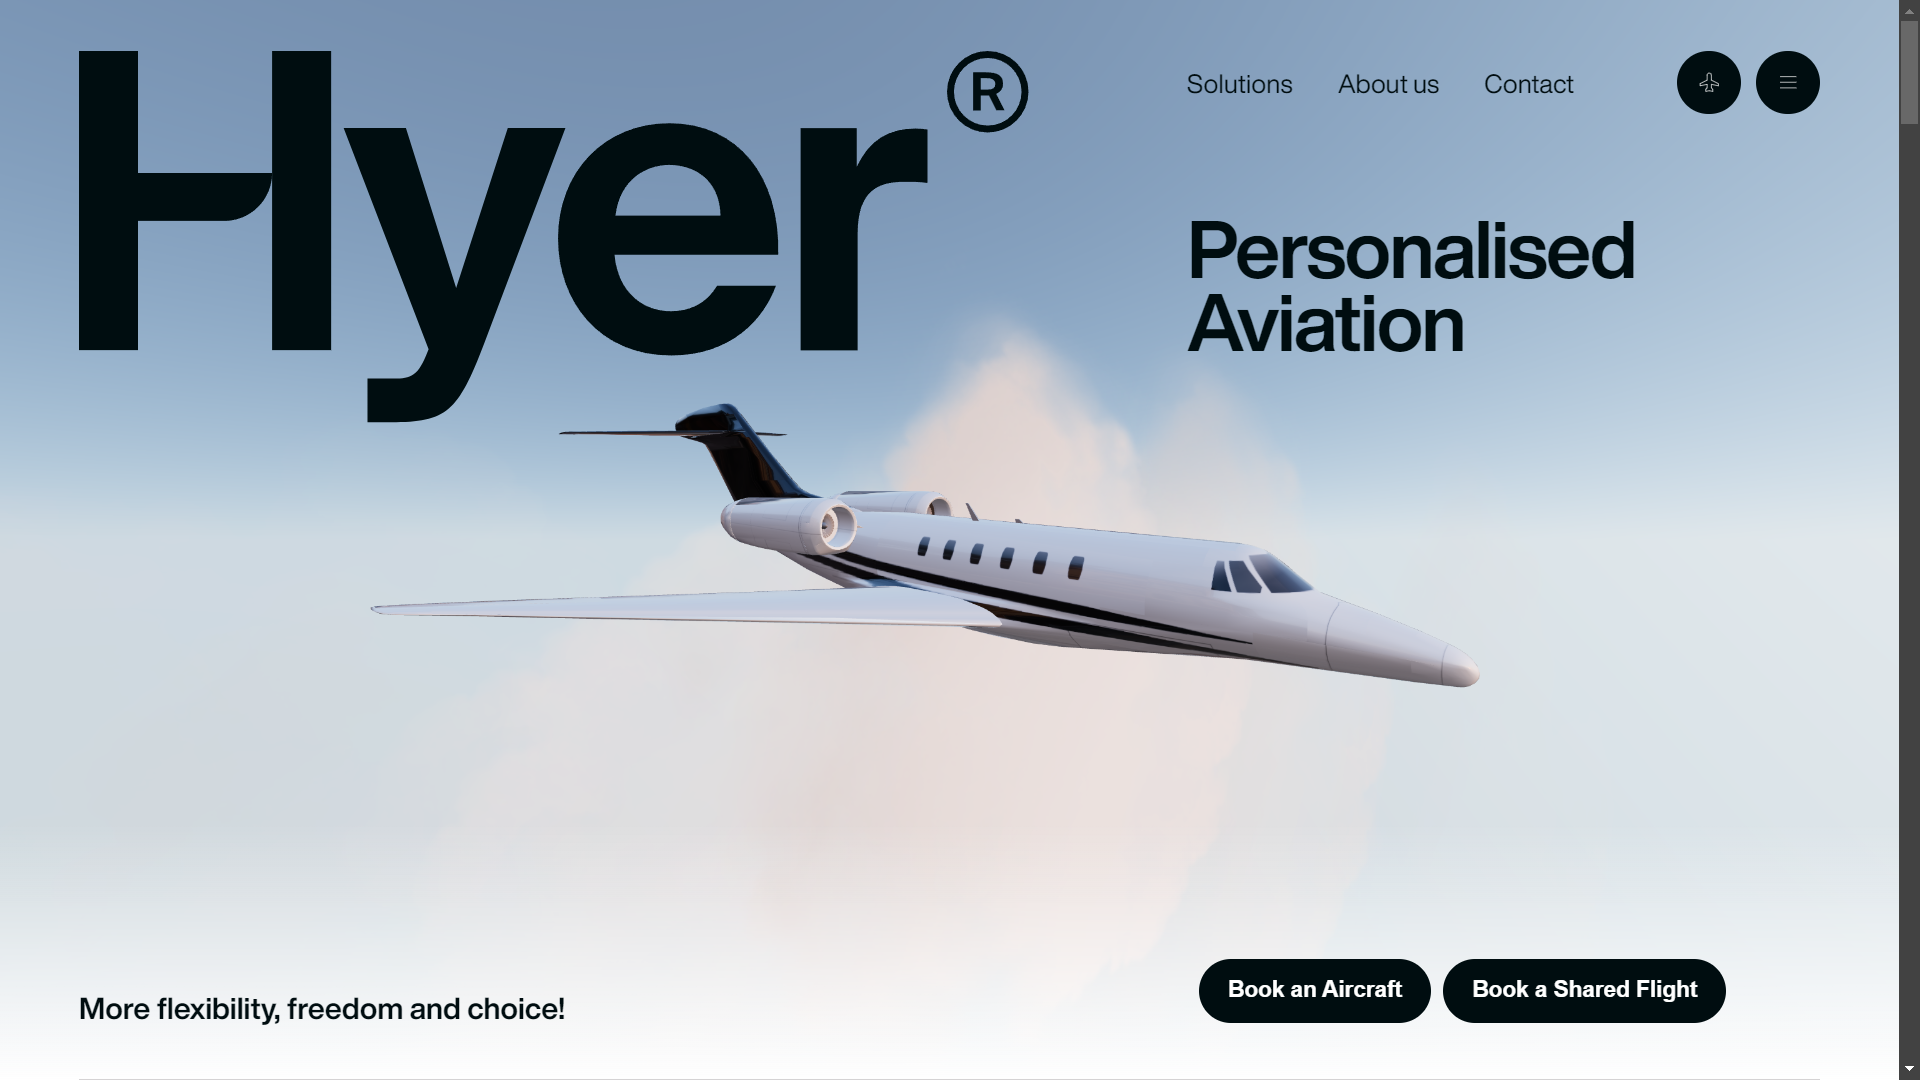 Hyer®
Solutions
About us
Contact
Personalised
Aviation
More flexibility, freedom and choice!
Book an Aircraft
Book a Shared Flight